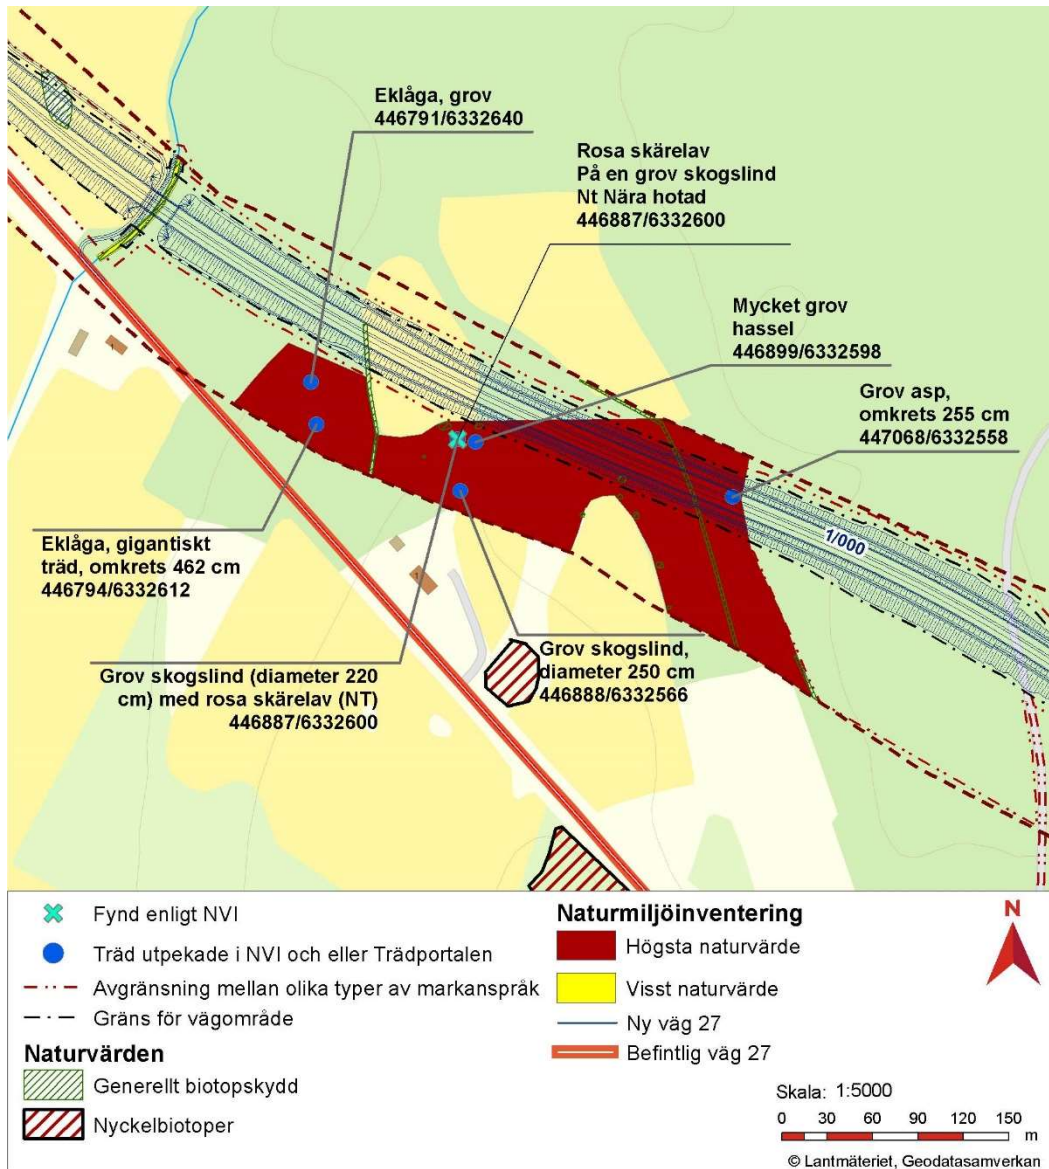 Eklåga, grov
446791/6332640
Rosa skärelav
På en grov skogslind
Nt Nära hotad
446887/6332600
Mycket grov
hassel
446899/6332598
Grov asp,
omkrets 255 cm
447068/6332558
1/000
Eklåga, gigantiskt
träd, omkrets 462 cm
446794/6332612
Grov skogslind (diameter 220
cm) med rosa skärelav (NT)
446887/6332600
Grov skogslind,
diameter 250 cm
446888/6332566
Fynd enligt NVI
Träd utpekade i NVI och eller Trädportalen
Avgränsning mellan olika typer av markanspråk
Gräns för vägområde
Naturvärden
Generellt biotopskydd
Nyckelbiotoper
Naturmiljöinventering
Högsta naturvärde
Visst naturvärde
Ny väg 27
Befintlig väg 27
N
Skala: 1:5000
0 30 60 90 120 150
m
© Lantmäteriet, Geodatasamverkan